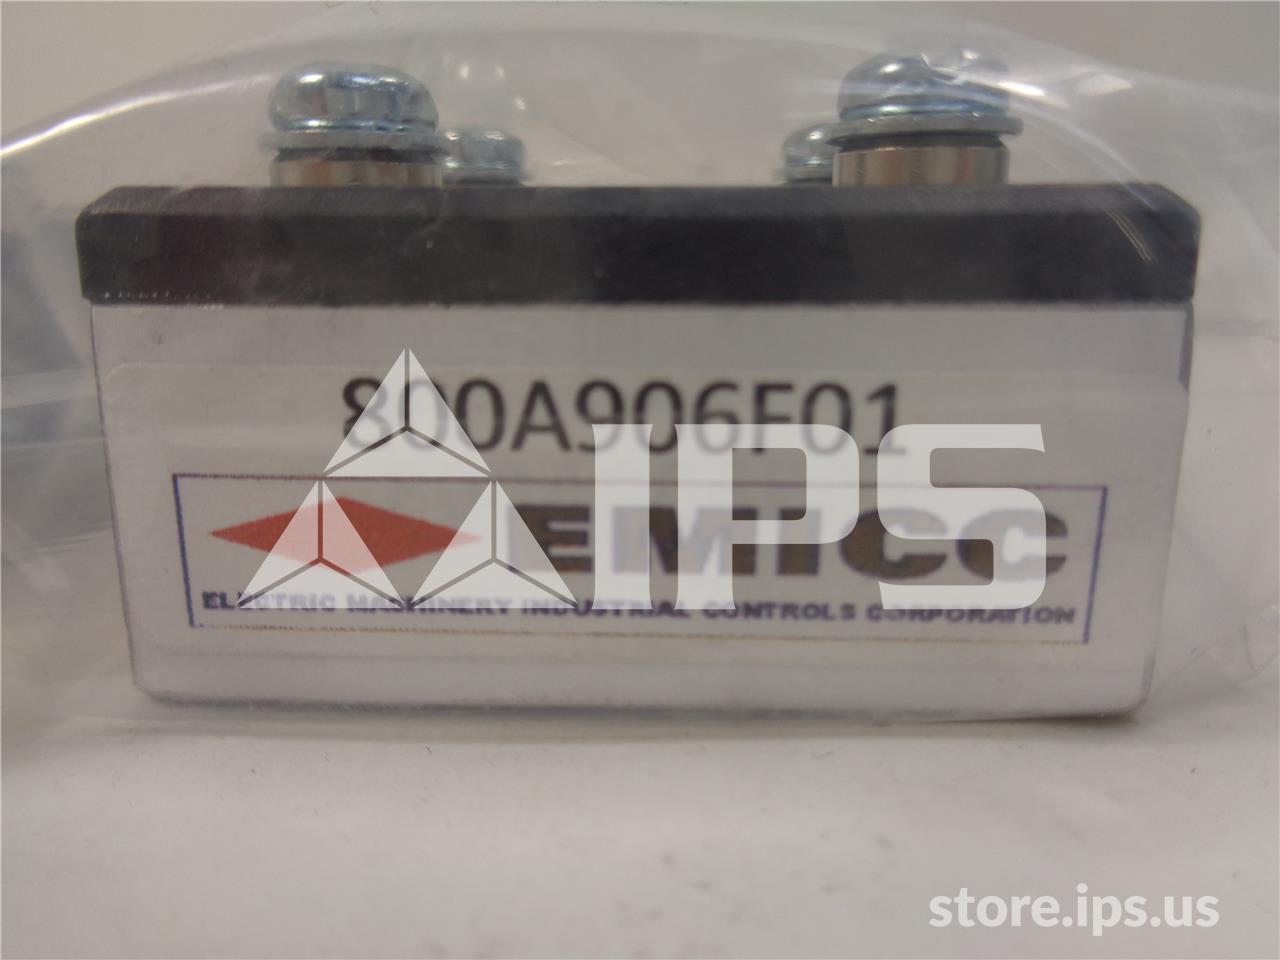 800A906F01
IPS
EMICC
ELECTRIC MACHINERY INDUSTRIAL CONTROLS CORPORATION
store.ips.us